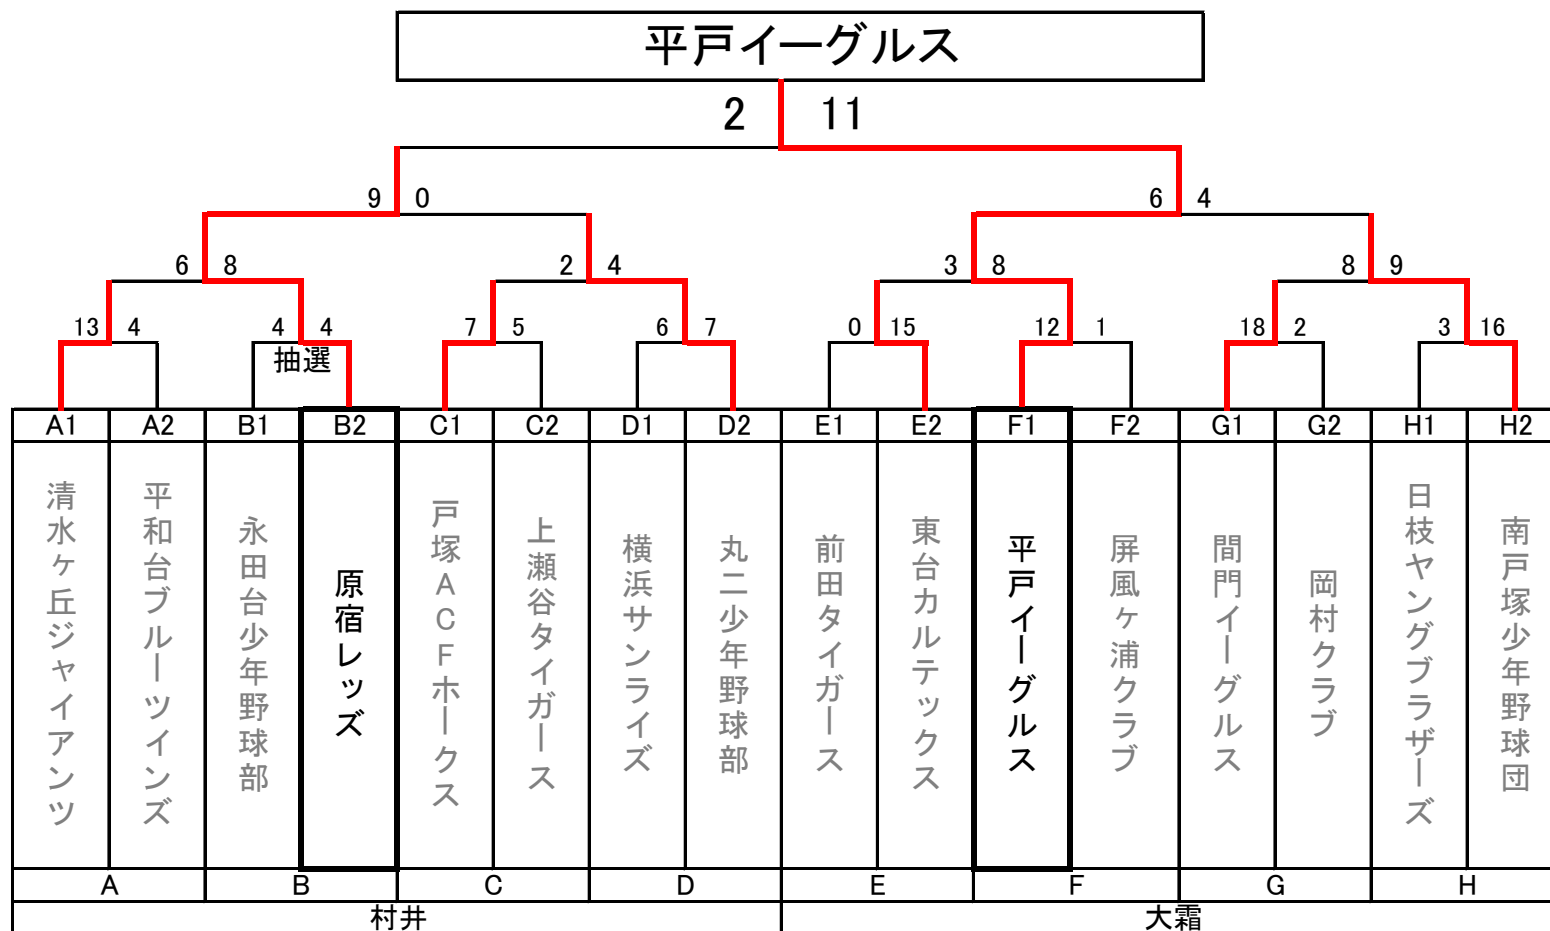 平戸イーグルス
2 11
9 0 6 4
6 8 2 4 3 8 8 9
13 4 4 4 7 5 6 7 0 15 12 1 18 2 3 16
抽選
A1 A2 B1 B2 C1 C2 D1 D2 E1 E2 F1 F2 G1 G2 H1 H2
清水ヶ丘ジャイアンツ
平和台ブルーツインズ
永田台少年野球部
原宿レッズ
戸塚ACFホークス
上瀬谷タイガース
横浜サンライズ
丸二少年野球部
前田タイガース
東台カルテックス
平戸イーグルス
屏風ヶ浦クラブ
間門イーグルス
岡村クラブ
日枝ヤングブラザーズ
南戸塚少年野球団
A B C D E F G H
村井 大霜